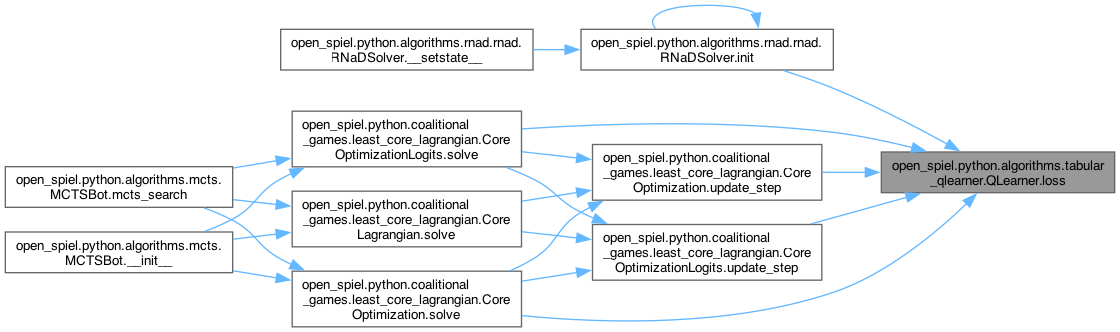 open_spiel.python.algorithms.rnad.rnad.
RNaDSolver.__setstate__
open_spiel.python.algorithms.rnad.rnad.
RNaDSolver.init
open_spiel.python.coalitional
_games.least_core_lagrangian.Core
OptimizationLogits.solve
open_spiel.python.algorithms.mcts.
MCTSBot.mcts_search
open_spiel.python.coalitional
_games.least_core_lagrangian.Core
Optimization.update_step
open_spiel.python.algorithms.tabular
_qlearner.QLearner.loss
open_spiel.python.coalitional
_games.least_core_lagrangian.Core
Lagrangian.solve
open_spiel.python.algorithms.mcts.
MCTSBot.__init__
open_spiel.python.coalitional
_games.least_core_lagrangian.Core
OptimizationLogits.update_step
open_spiel.python.coalitional
_games.least_core_lagrangian.Core
Optimization.solve